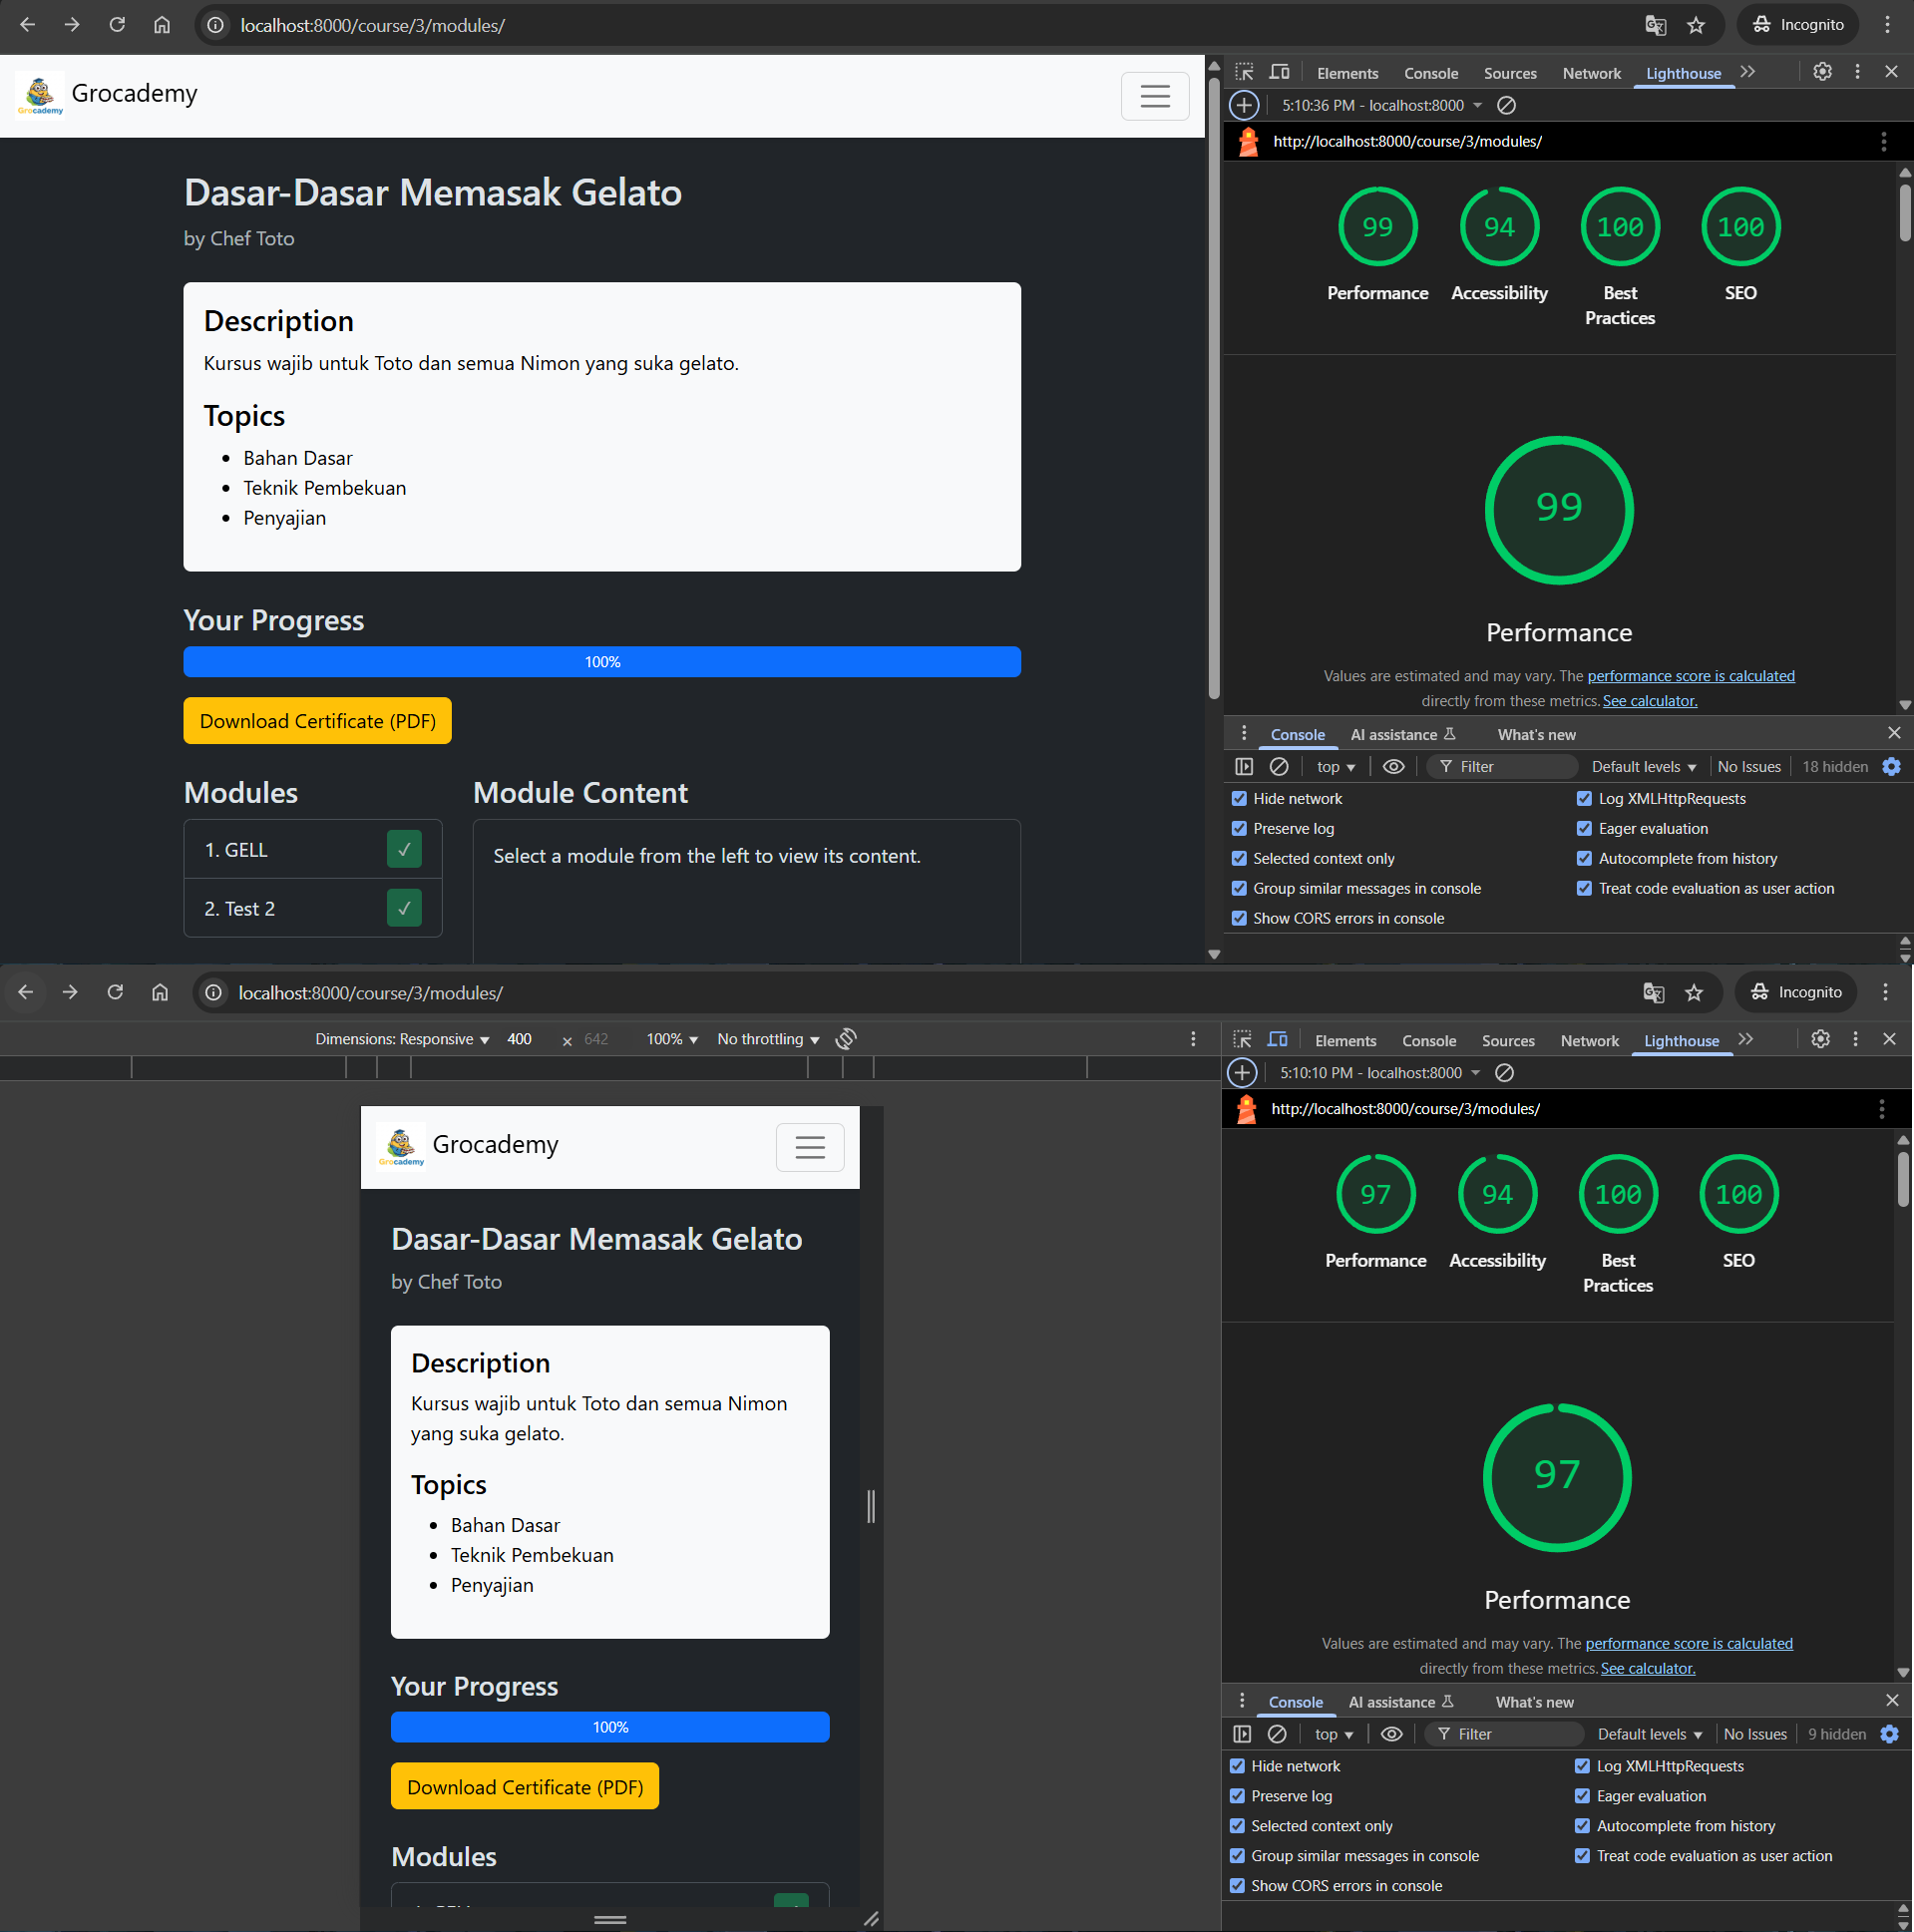 localhost:8000/course/3/modules/
Incognito
Grocademy
Grocademy
Dasar-Dasar Memasak Gelato
by Chef Toto
Description
Kursus wajib untuk Toto dan semua Nimon yang suka gelato.
Topics
• Bahan Dasar
• Teknik Pembekuan
• Penyajian
Your Progress
100%
Download Certificate (PDF)
Modules
1. GELL
✓
2. Test 2
✓
Module Content
Select a module from the left to view its content.
Elements Console Sources Network Lighthouse
5:10:36 PM - localhost:8000
http://localhost:8000/course/3/modules/
99 94 100 100
Performance Accessibility Best Practices SEO
99
Performance
Values are estimated and may vary. The performance score is calculated
directly from these metrics. See calculator.
Console AI assistance What's new
top Filter Default levels No Issues 18 hidden
Hide network Log XMLHttpRequests
Preserve log Eager evaluation
Selected context only Autocomplete from history
Group similar messages in console Treat code evaluation as user action
Show CORS errors in console
localhost:8000/course/3/modules/
Incognito
Dimensions: Responsive 400 × 642 100% No throttling
Grocademy
Grocademy
Dasar-Dasar Memasak Gelato
by Chef Toto
Description
Kursus wajib untuk Toto dan semua Nimon
yang suka gelato.
Topics
• Bahan Dasar
• Teknik Pembekuan
• Penyajian
Your Progress
100%
Download Certificate (PDF)
Modules
Elements Console Sources Network Lighthouse
5:10:10 PM - localhost:8000
http://localhost:8000/course/3/modules/
97 94 100 100
Performance Accessibility Best Practices SEO
97
Performance
Values are estimated and may vary. The performance score is calculated
directly from these metrics. See calculator.
Console AI assistance What's new
top Filter Default levels No Issues 9 hidden
Hide network Log XMLHttpRequests
Preserve log Eager evaluation
Selected context only Autocomplete from history
Group similar messages in console Treat code evaluation as user action
Show CORS errors in console